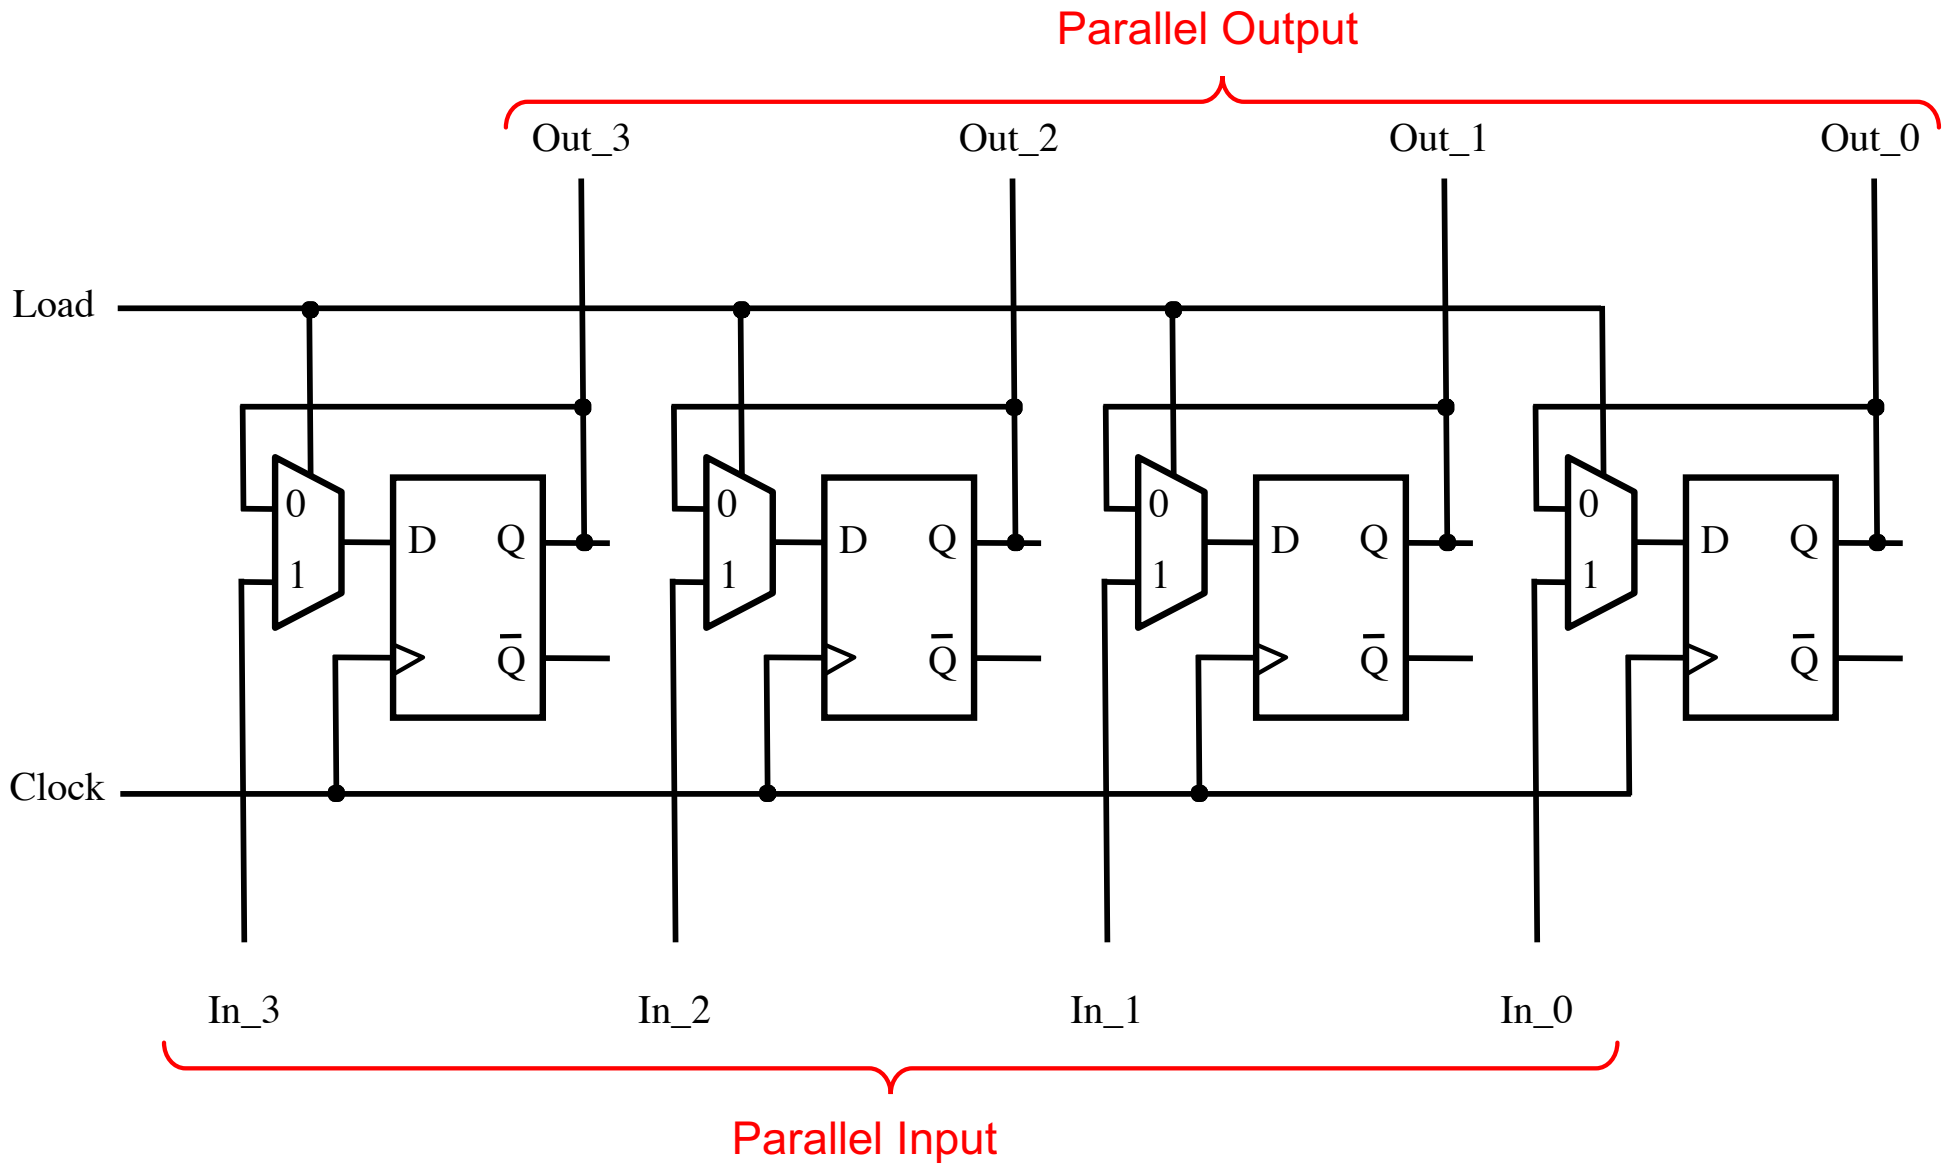 Parallel Output
Out_3 Out_2 Out_1 Out_0
Load
0 0 0 0
D Q D Q D Q D Q
1 1 1 1
Q̅ Q̅ Q̅ Q̅
Clock
In_3 In_2 In_1 In_0
Parallel Input